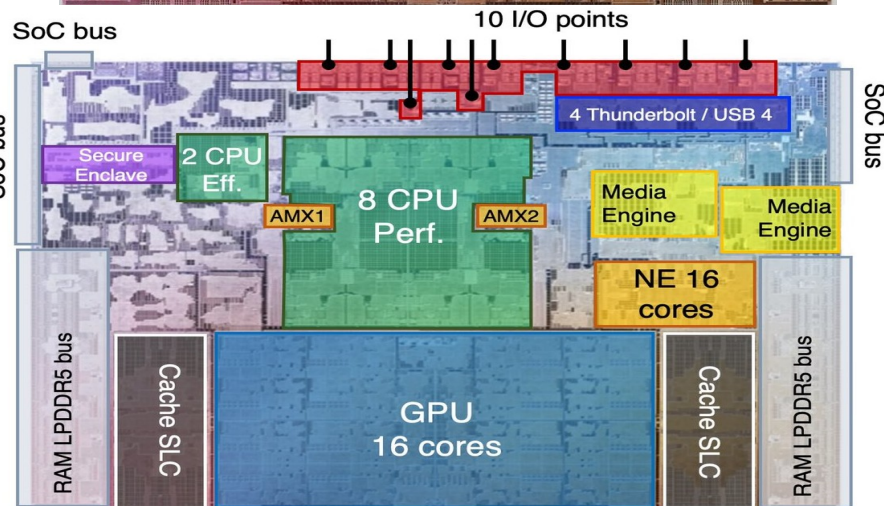 10 I/O points
SoC bus
SoC bus
SoC bus
4 Thunderbolt / USB 4
Secure
Enclave
2 CPU
Eff.
8 CPU
Perf.
AMX1
AMX2
Media
Engine
Media
Engine
NE 16
cores
RAM LPDDR5 bus
Cache SLC
GPU
16 cores
Cache SLC
RAM LPDDR5 bus